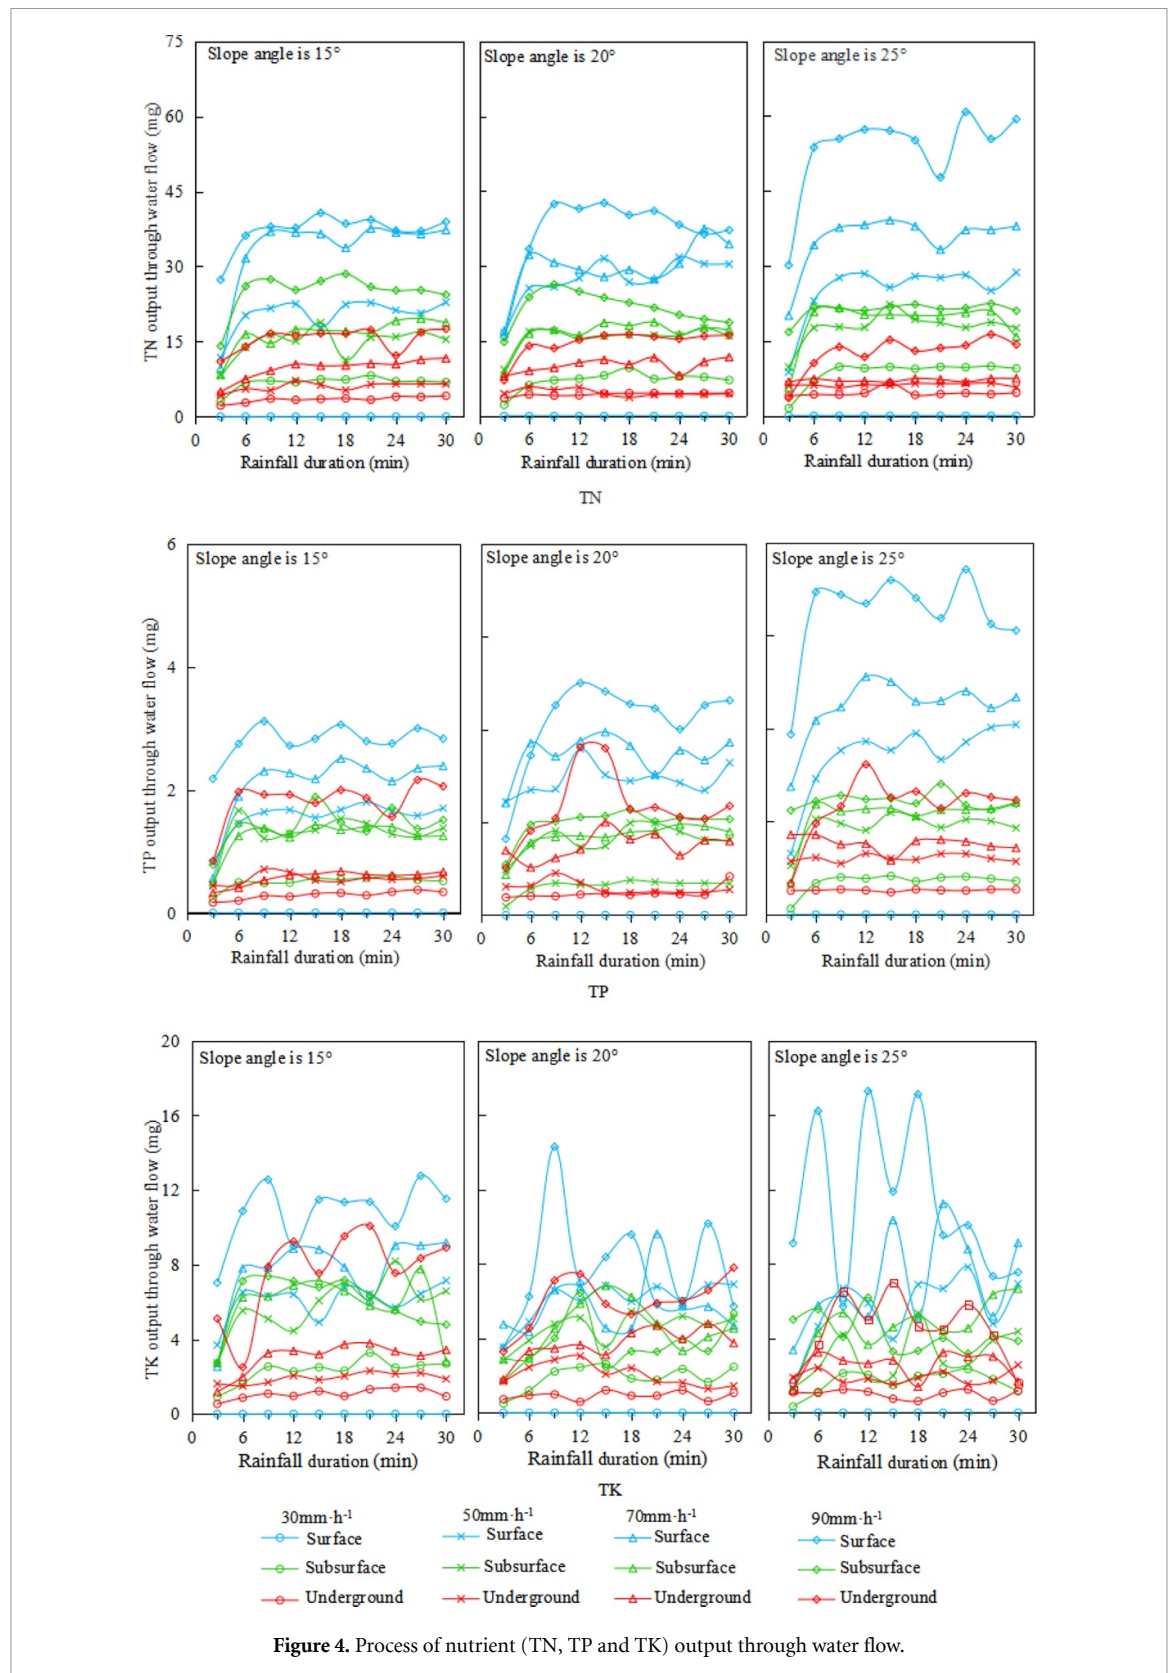 75
60
45
30
15
0
TN output through water flow (mg)
Slope angle is 15°
Slope angle is 20°
Slope angle is 25°
0 6 12 18 24 30
0 6 12 18 24 30
0 6 12 18 24 30
Rainfall duration (min)
Rainfall duration (min)
Rainfall duration (min)
TN
6
4
2
0
TP output through water flow (mg)
Slope angle is 15°
Slope angle is 20°
Slope angle is 25°
0 6 12 18 24 30
0 6 12 18 24 30
0 6 12 18 24 30
Rainfall duration (min)
Rainfall duration (min)
Rainfall duration (min)
TP
20
16
12
8
4
0
TK output through water flow (mg)
Slope angle is 15°
Slope angle is 20°
Slope angle is 25°
0 6 12 18 24 30
0 6 12 18 24 30
0 6 12 18 24 30
Rainfall duration (min)
Rainfall duration (min)
Rainfall duration (min)
TK
30mm·h⁻¹ 50mm·h⁻¹ 70mm·h⁻¹ 90mm·h⁻¹
Surface Surface Surface Surface
Subsurface Subsurface Subsurface Subsurface
Underground Underground Underground Underground
Figure 4. Process of nutrient (TN, TP and TK) output through water flow.